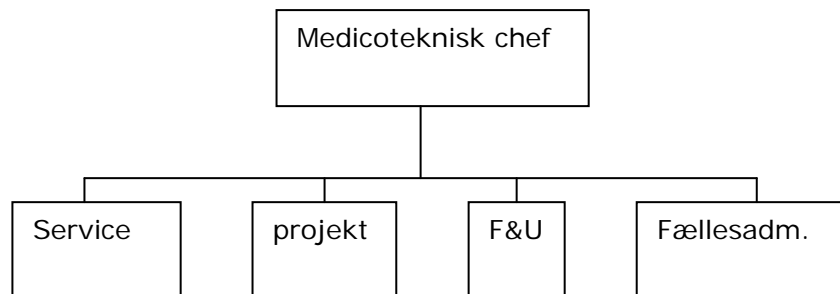 Medicoteknisk chef
Service
projekt
F&U
Fællesadm.